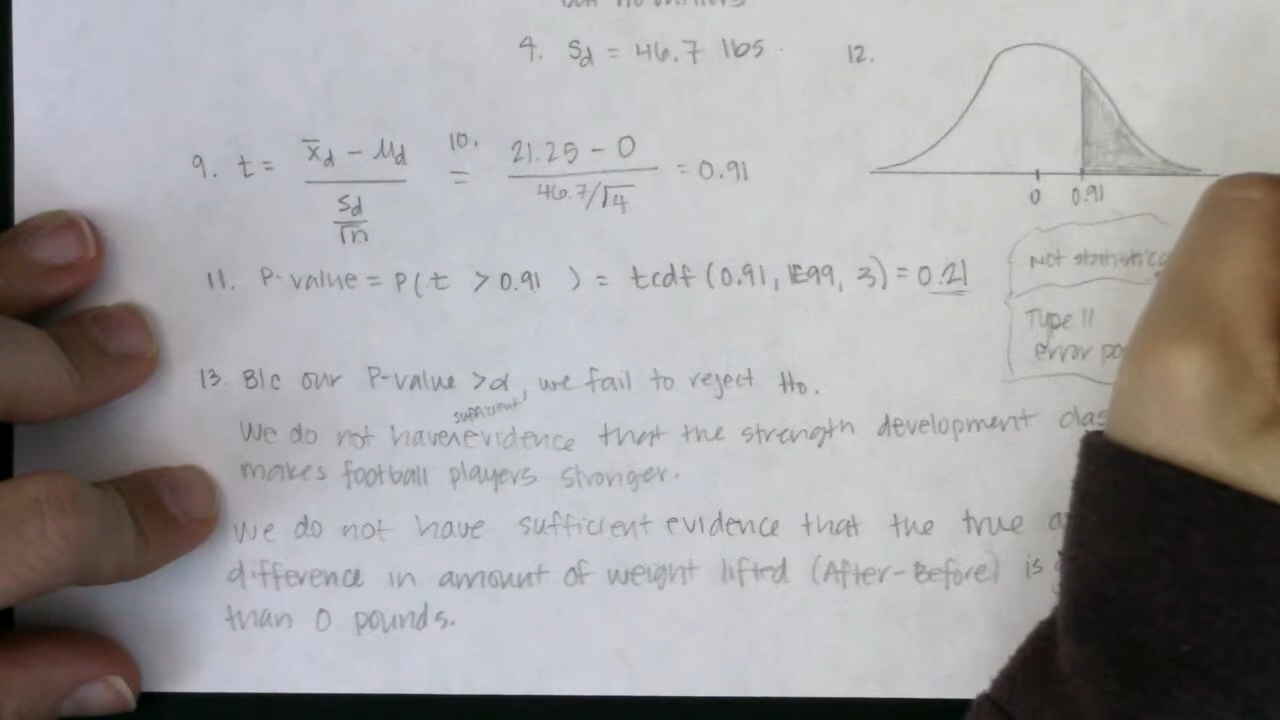 4. Sd = 46.7 lbs.
12.
9. t = x̄d - μd / Sd/√n
10. = 21.25 - 0 / 46.7/√4 = 0.91
0 0.91
11. P-value = P(t > 0.91) = tcdf(0.91, 1E99, 3) = 0.21
Not
Type II
error
13. B/c our P-value > α, we fail to reject H₀.
We do not have sufficient evidence that the strength development
makes football players stronger.
We do not have sufficient evidence that the true
difference in amount of weight lifted (After-Before) is
than 0 pounds.